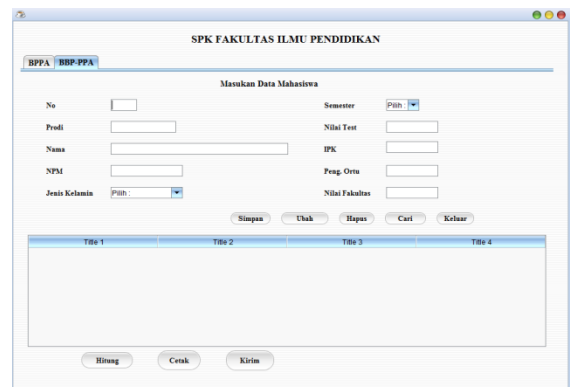 SPK FAKULTAS ILMU PENDIDIKAN
BPPA BBP-PPA
Masukan Data Mahasiswa
No Semester Pilih :
Prodi Nilai Test
Nama IPK
NPM Peng. Ortu
Jenis Kelamin Pilih : Nilai Fakultas
Simpan Ubah Hapus Cari Keluar
Title 1 Title 2 Title 3 Title 4
Hitung Cetak Kirim